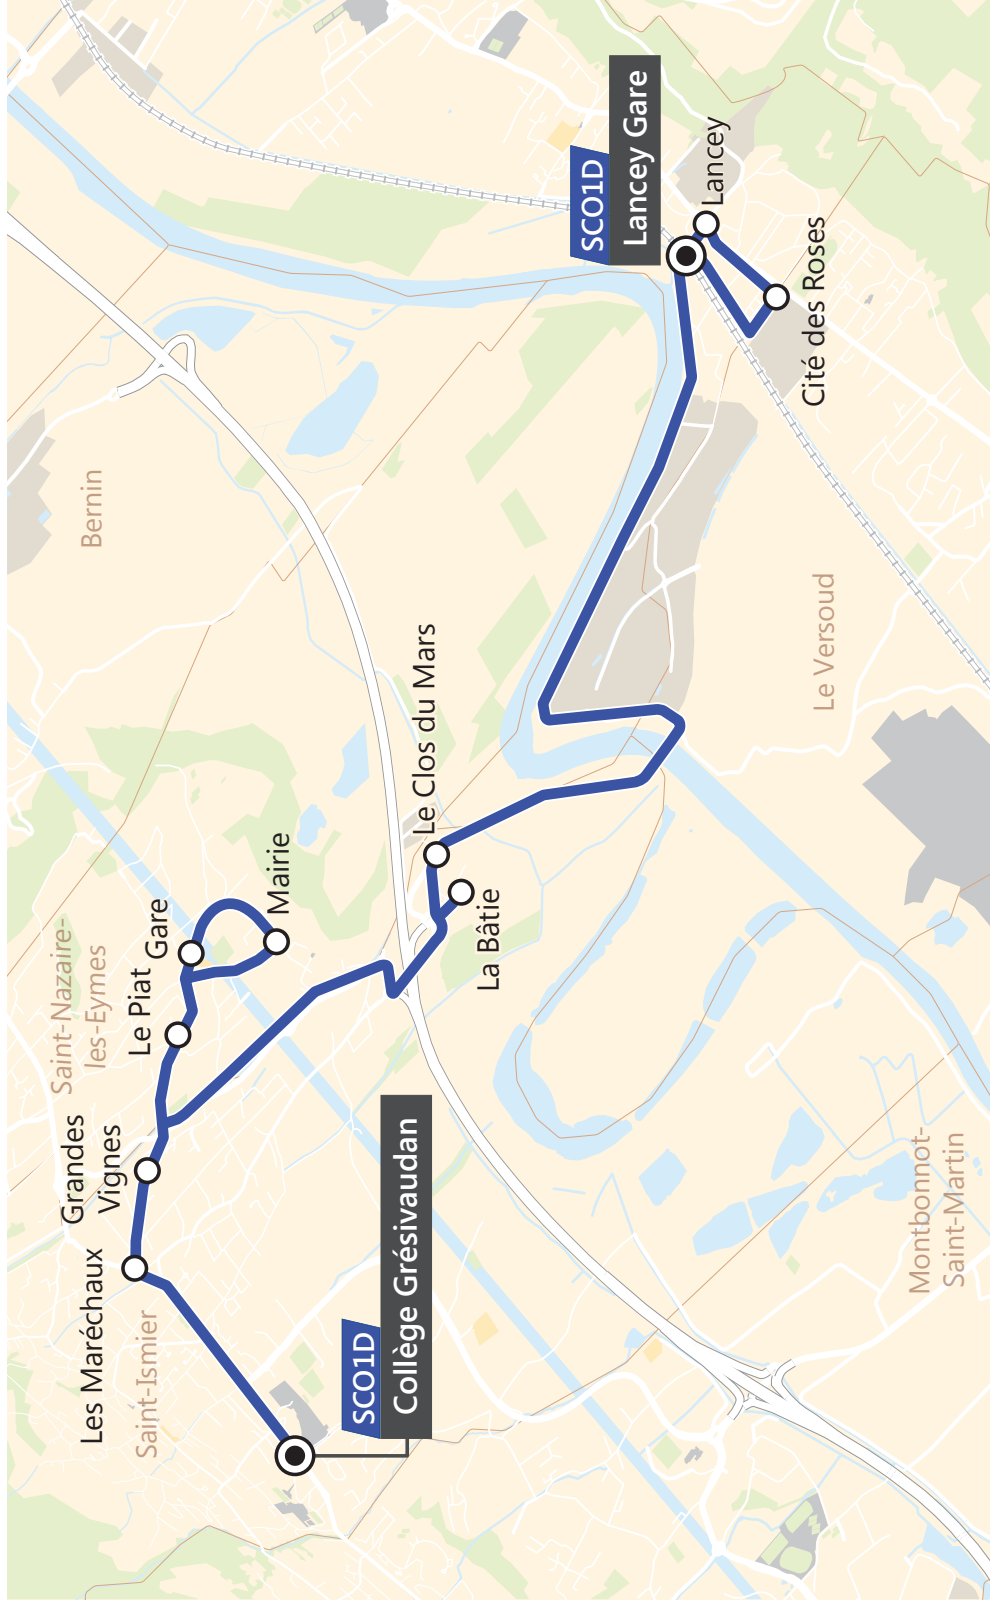 Les Maréchaux
Saint-Ismier
Grandes
Vignes
Saint-Nazaire-
les-Eymes
Le Piat
Gare
Mairie
Bernin
SCO1D
Collège Grésivaudan
La Bâtie
Le Clos du Mars
SCO1D
Lancey Gare
Lancey
Cité des Roses
Le Versoud
Montbonnot-
Saint-Martin